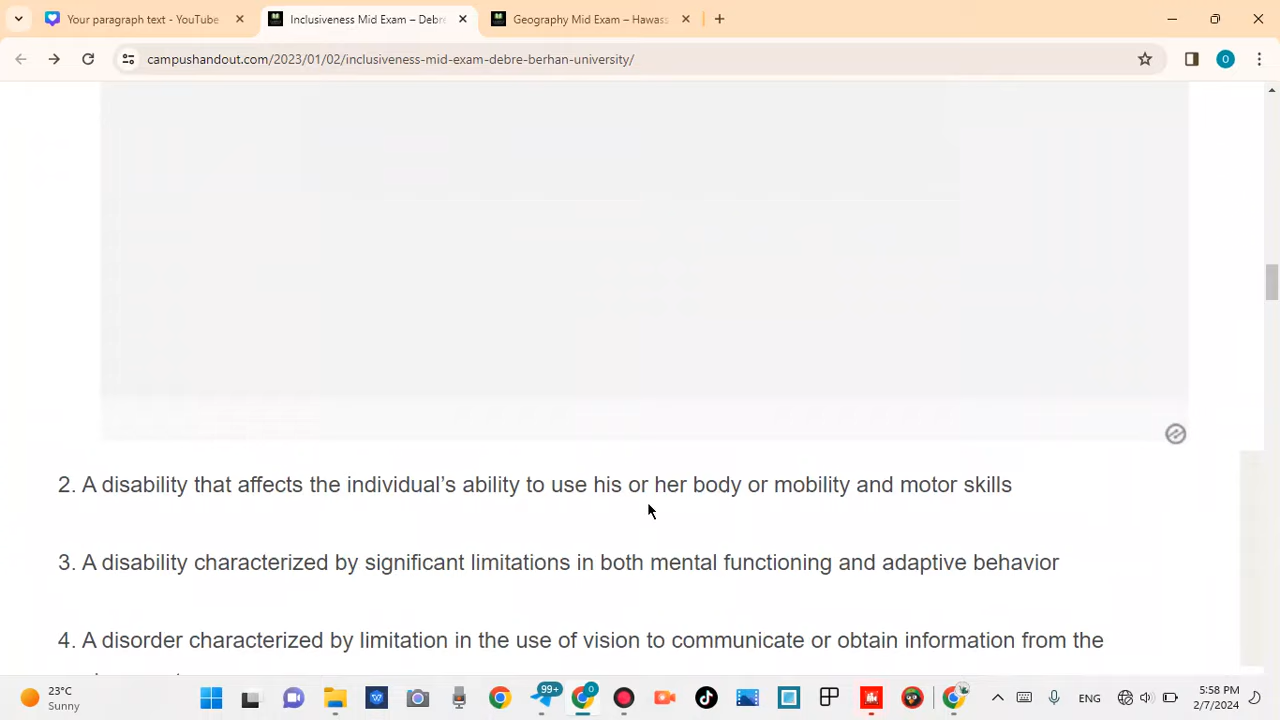 Your paragraph text - YouTube
Inclusiveness Mid Exam – Debre
Geography Mid Exam – Hawass
campushandout.com/2023/01/02/inclusiveness-mid-exam-debre-berhan-university/
O
2. A disability that affects the individual's ability to use his or her body or mobility and motor skills
3. A disability characterized by significant limitations in both mental functioning and adaptive behavior
4. A disorder characterized by limitation in the use of vision to communicate or obtain information from the
23°C
Sunny
99+
ENG
5:58 PM
2/7/2024